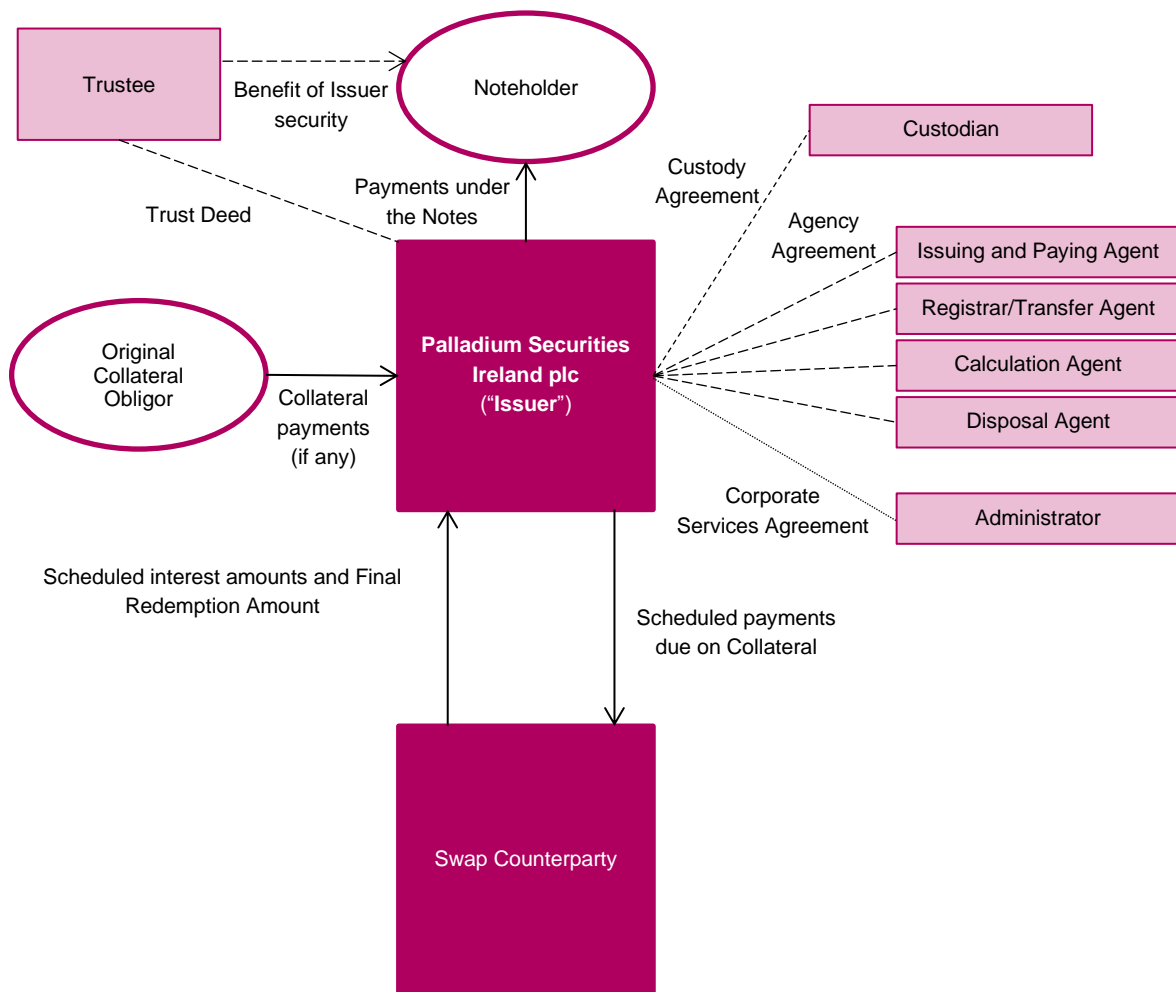 Trustee
Benefit of Issuer
security
Noteholder
Custodian
Custody
Agreement
Payments under
the Notes
Trust Deed
Agency
Agreement
Issuing and Paying Agent
Registrar/Transfer Agent
Calculation Agent
Disposal Agent
Original
Collateral
Obligor
Collateral
payments
(if any)
Palladium Securities
Ireland plc
(“Issuer”)
Corporate
Services Agreement
Administrator
Scheduled interest amounts and Final
Redemption Amount
Scheduled payments
due on Collateral
Swap Counterparty